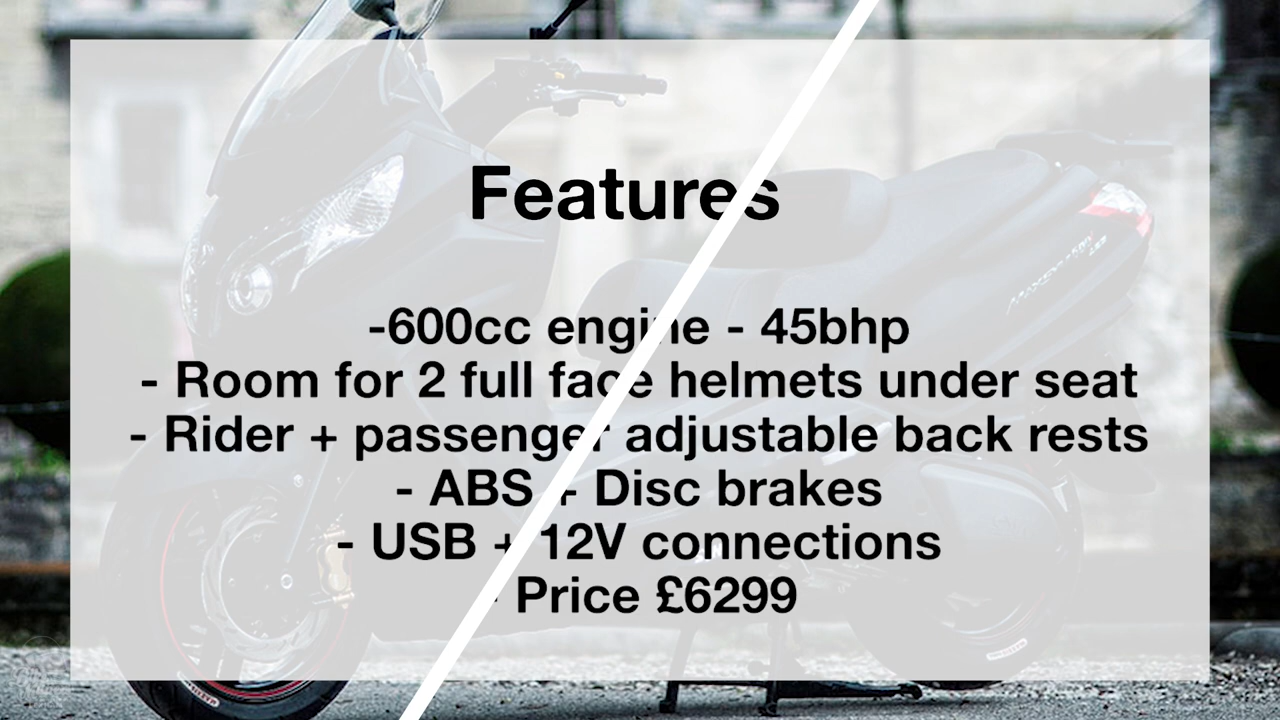 Features
-600cc engine - 45bhp
- Room for 2 full face helmets under seat
- Rider + passenger adjustable back rests
- ABS + Disc brakes
- USB + 12V connections
- Price £6299